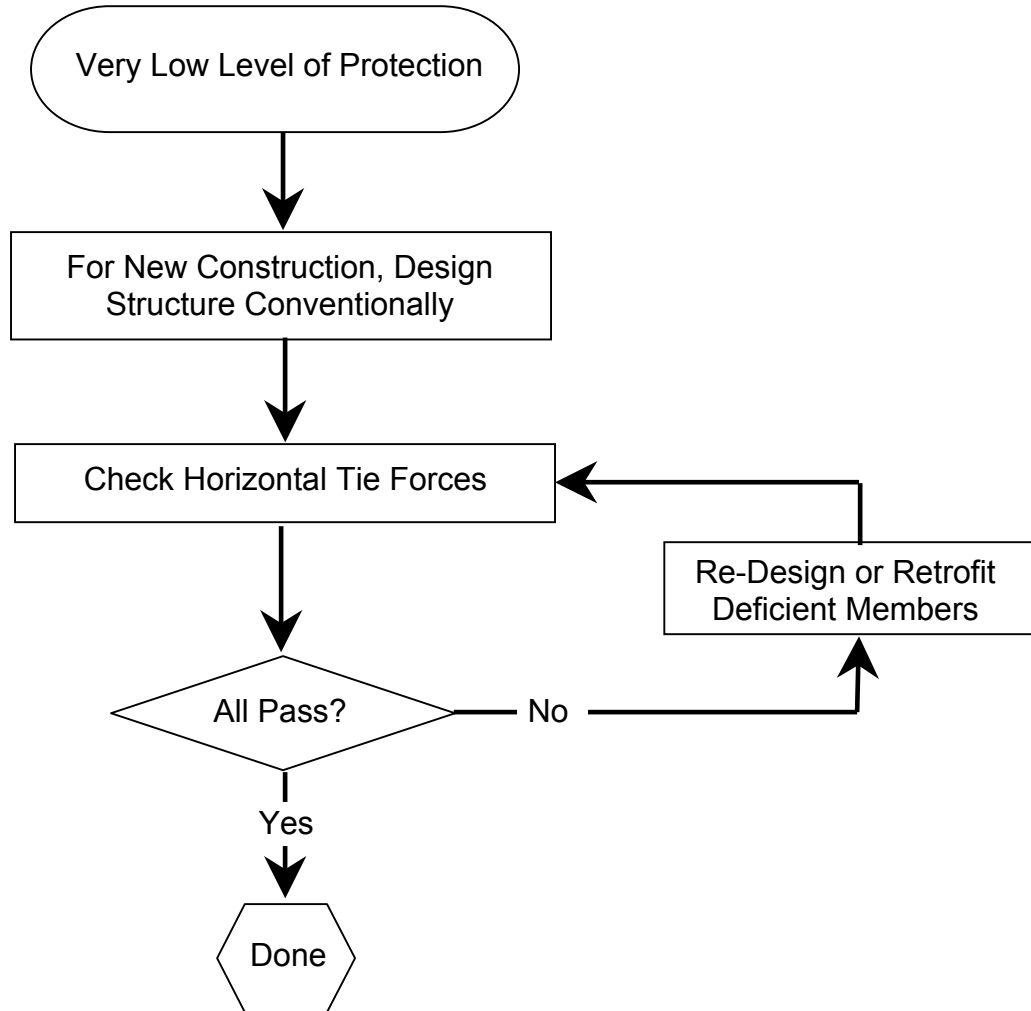 Very Low Level of Protection
For New Construction, Design
Structure Conventionally
Check Horizontal Tie Forces
Re-Design or Retrofit
Deficient Members
All Pass?
No
Yes
Done